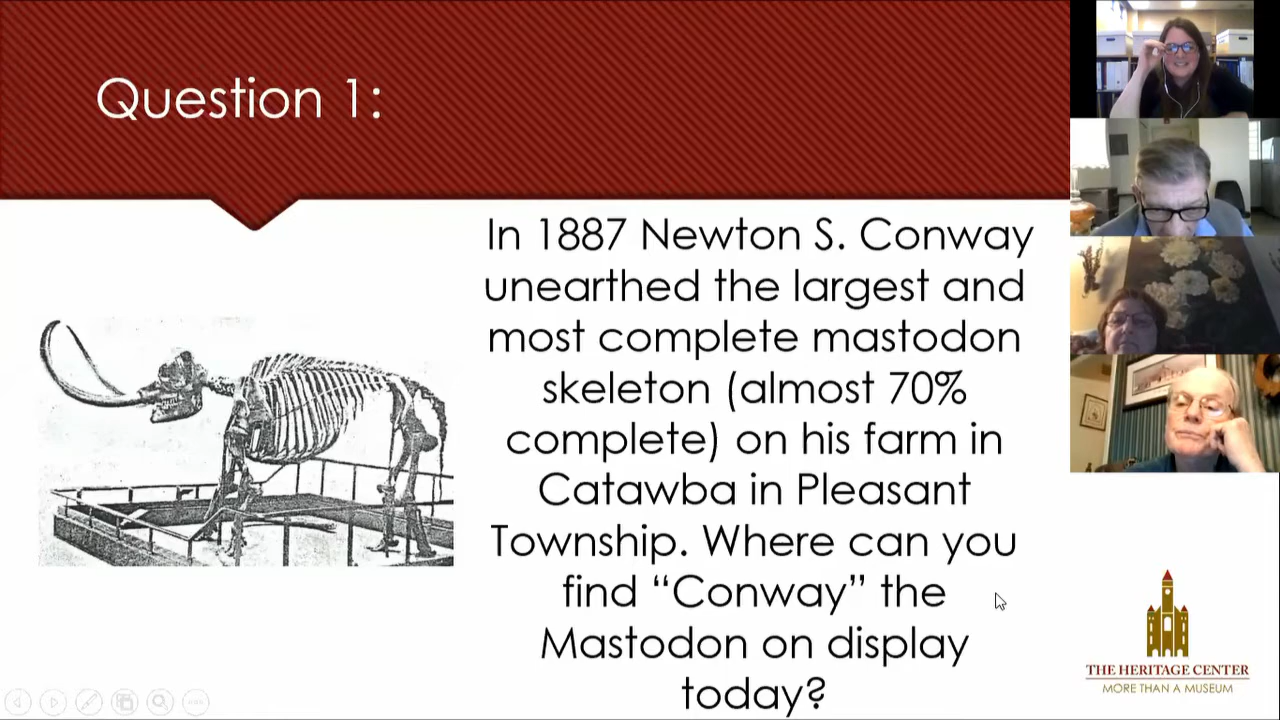 Question 1:
In 1887 Newton S. Conway
unearthed the largest and
most complete mastodon
skeleton (almost 70%
complete) on his farm in
Catawba in Pleasant
Township. Where can you
find “Conway” the
Mastodon on display
today?
THE HERITAGE CENTER
MORE THAN A MUSEUM